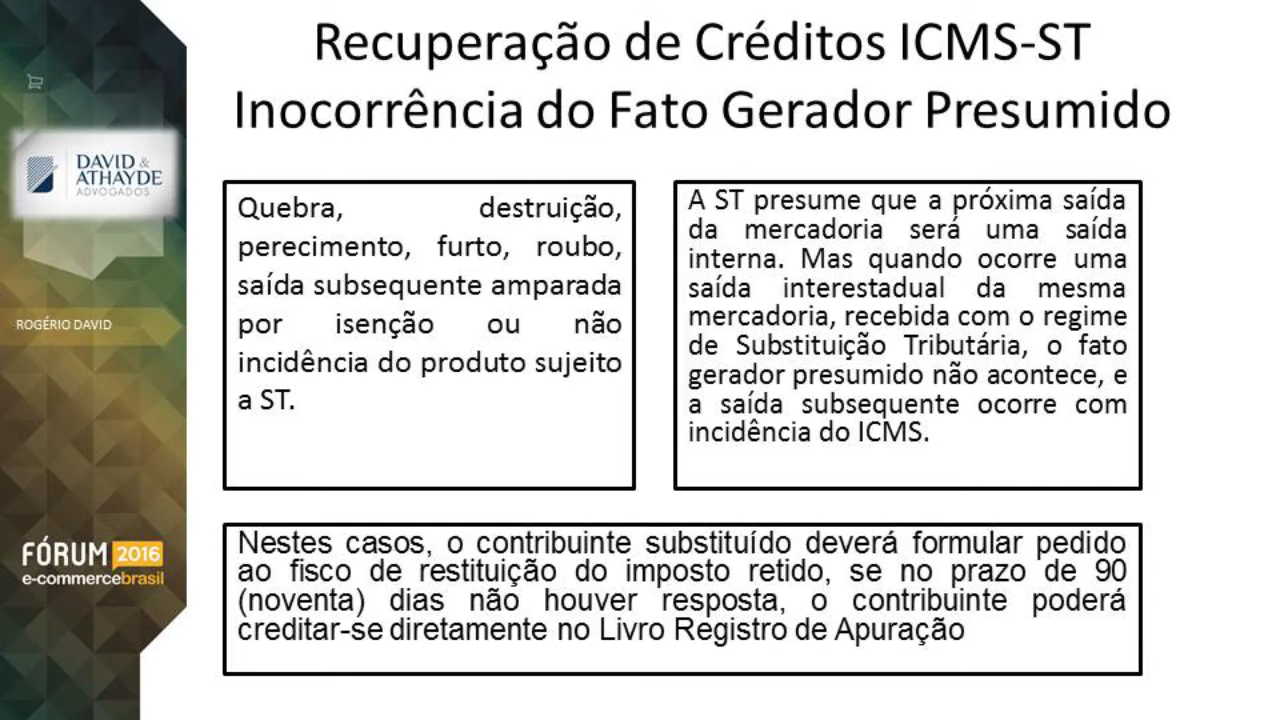 Recuperação de Créditos ICMS-ST
Inocorrência do Fato Gerador Presumido
DAVID &
ATHAYDE
ADVOGADOS
ROGÉRIO DAVID
FÓRUM 2016
e-commercebrasil
Quebra, destruição,
perecimento, furto, roubo,
saída subsequente amparada
por isenção ou não
incidência do produto sujeito
a ST.
A ST presume que a próxima saída
da mercadoria será uma saída
interna. Mas quando ocorre uma
saída interestadual da mesma
mercadoria, recebida com o regime
de Substituição Tributária, o fato
gerador presumido não acontece, e
a saída subsequente ocorre com
incidência do ICMS.
Nestes casos, o contribuinte substituído deverá formular pedido
ao fisco de restituição do imposto retido, se no prazo de 90
(noventa) dias não houver resposta, o contribuinte poderá
creditar-se diretamente no Livro Registro de Apuração